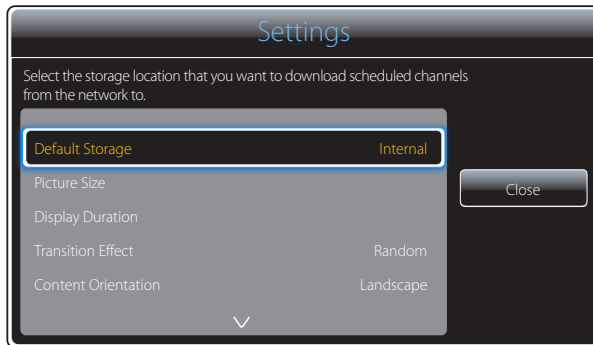 Settings
Select the storage location that you want to download scheduled channels
from the network to.
Default Storage Internal
Picture Size
Close
Display Duration
Transition Effect Random
Content Orientation Landscape